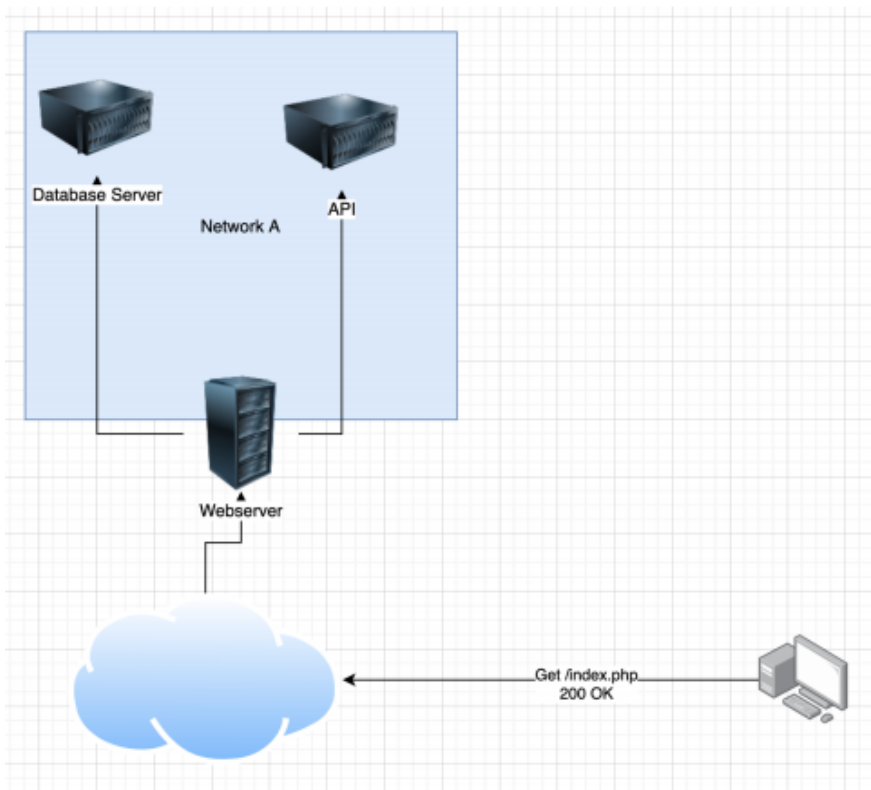 Database Server
API
Network A
Webserver
Get /index.php
200 OK